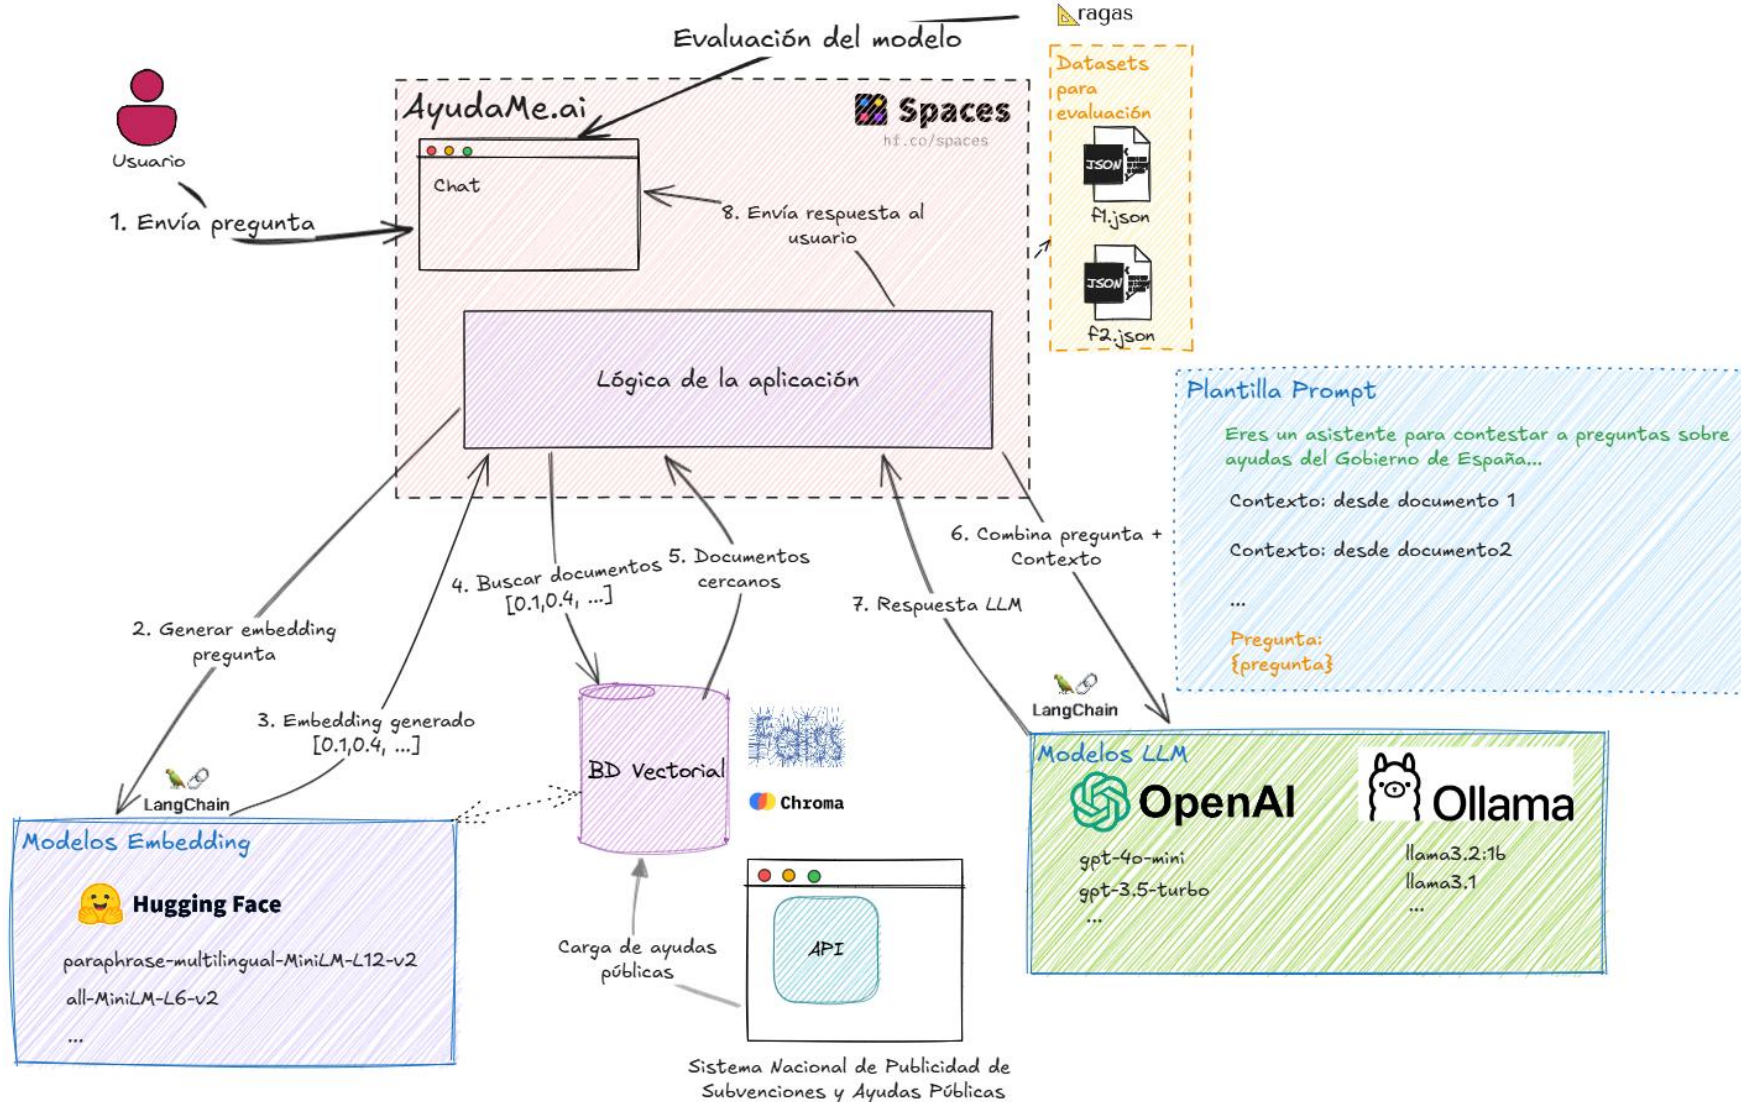 ragas
Evaluación del modelo
Datasets
para
evaluación
JSON
f1.json
JSON
f2.json
Usuario
1. Envía pregunta
AyudaMe.ai
Spaces
hf.co/spaces
Chat
8. Envía respuesta al
usuario
Lógica de la aplicación
Plantilla Prompt
Eres un asistente para contestar a preguntas sobre
ayudas del Gobierno de España...
Contexto: desde documento 1
Contexto: desde documento2
...
Pregunta:
{pregunta}
2. Generar embedding
pregunta
3. Embedding generado
[0.1,0.4, ...]
4. Buscar documentos
[0.1,0.4, ...]
5. Documentos
cercanos
6. Combina pregunta +
Contexto
7. Respuesta LLM
LangChain
Modelos Embedding
Hugging Face
paraphrase-multilingual-MiniLM-L12-v2
all-MiniLM-L6-v2
...
BD Vectorial
Chroma
LangChain
Modelos LLM
OpenAI
gpt-4o-mini
gpt-3.5-turbo
...
Ollama
llama3.2:1b
llama3.1
...
Carga de ayudas
públicas
API
Sistema Nacional de Publicidad de
Subvenciones y Ayudas Públicas